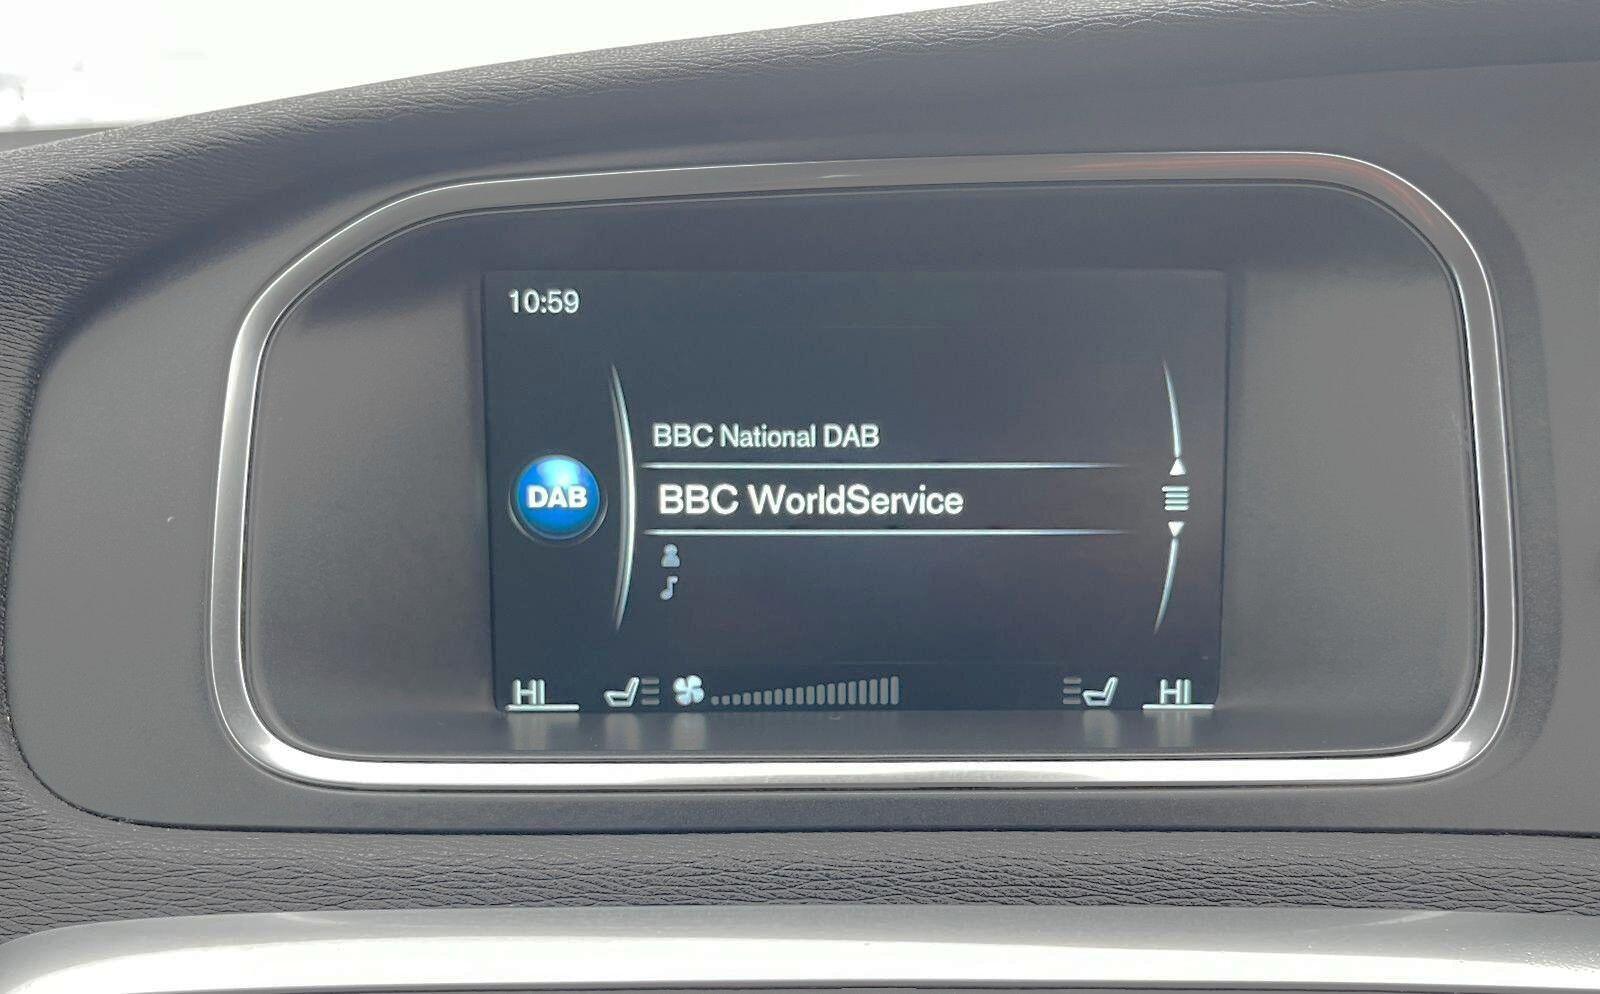 10:59
BBC National DAB
DAB
BBC WorldService
HI
HI